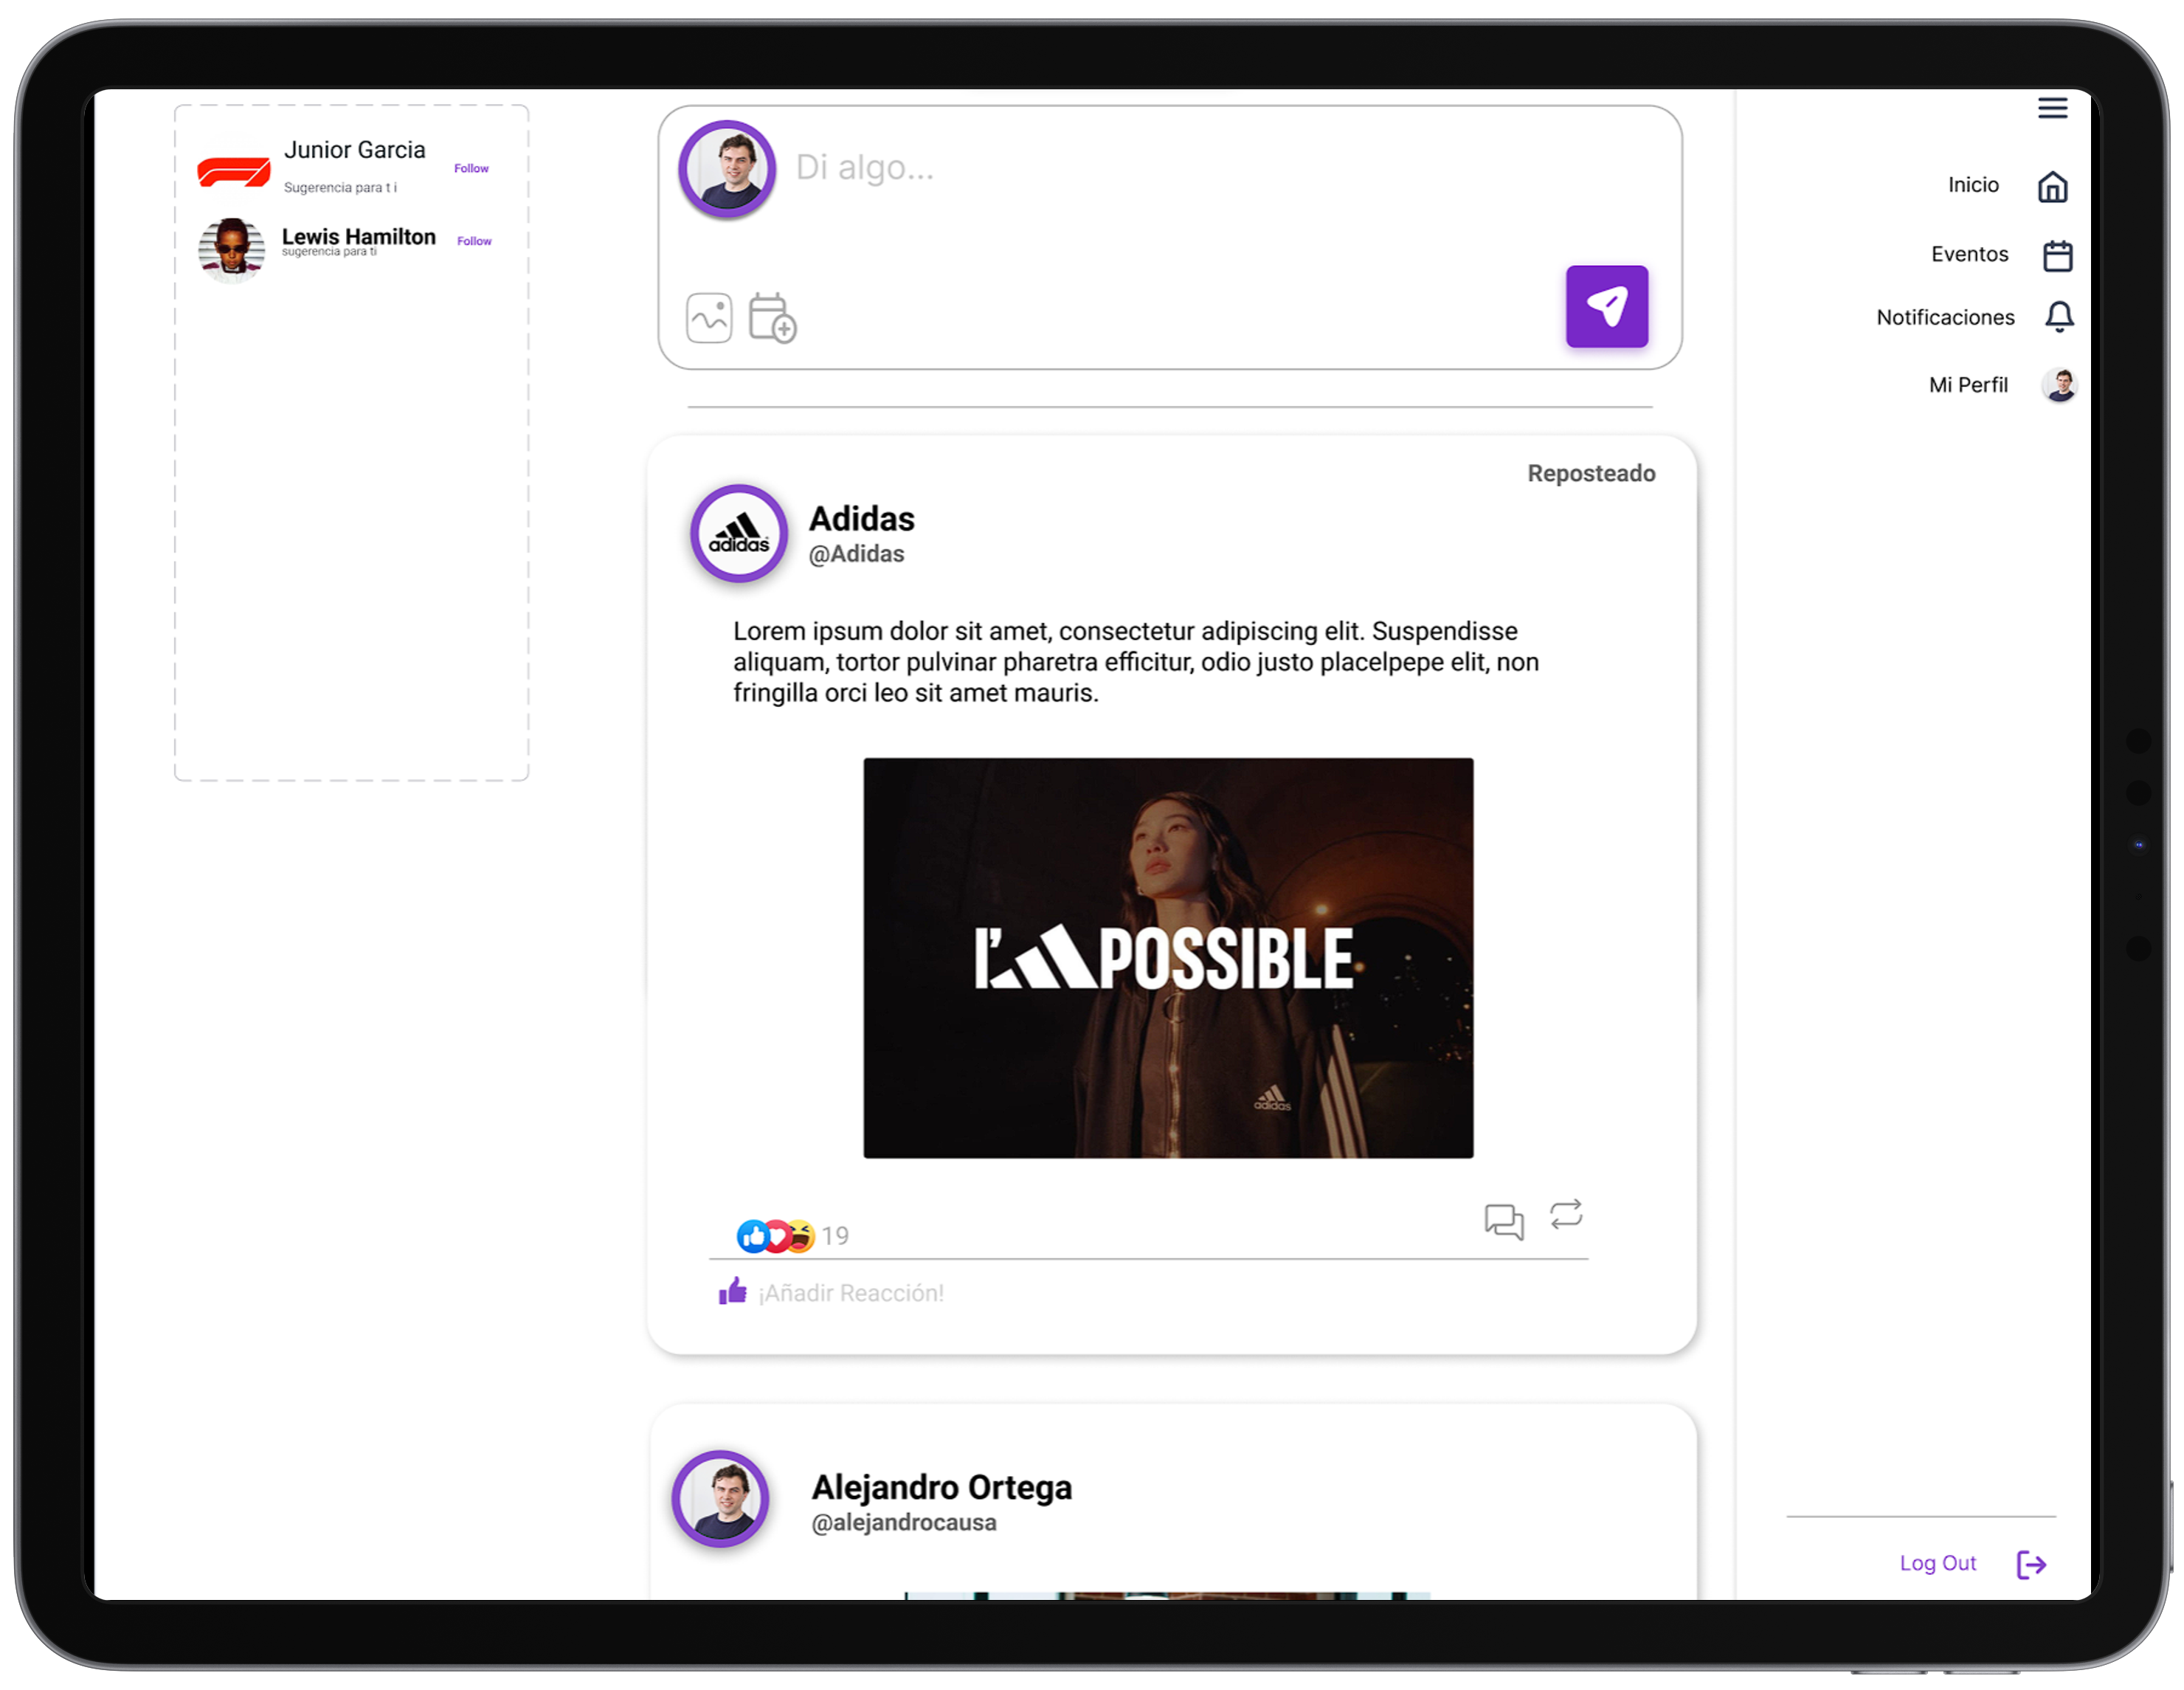 Junior Garcia
Follow
Sugerencia para t i
Lewis Hamilton
Follow
sugerencia para ti
Di algo...
Inicio
Eventos
Notificaciones
Mi Perfil
Reposteado
adidas
Adidas
@Adidas
Lorem ipsum dolor sit amet, consectetur adipiscing elit. Suspendisse
aliquam, tortor pulvinar pharetra efficitur, odio justo placelpepe elit, non
fringilla orci leo sit amet mauris.
I'M POSSIBLE
adidas
19
¡Añadir Reacción!
Alejandro Ortega
@alejandrocausa
Log Out